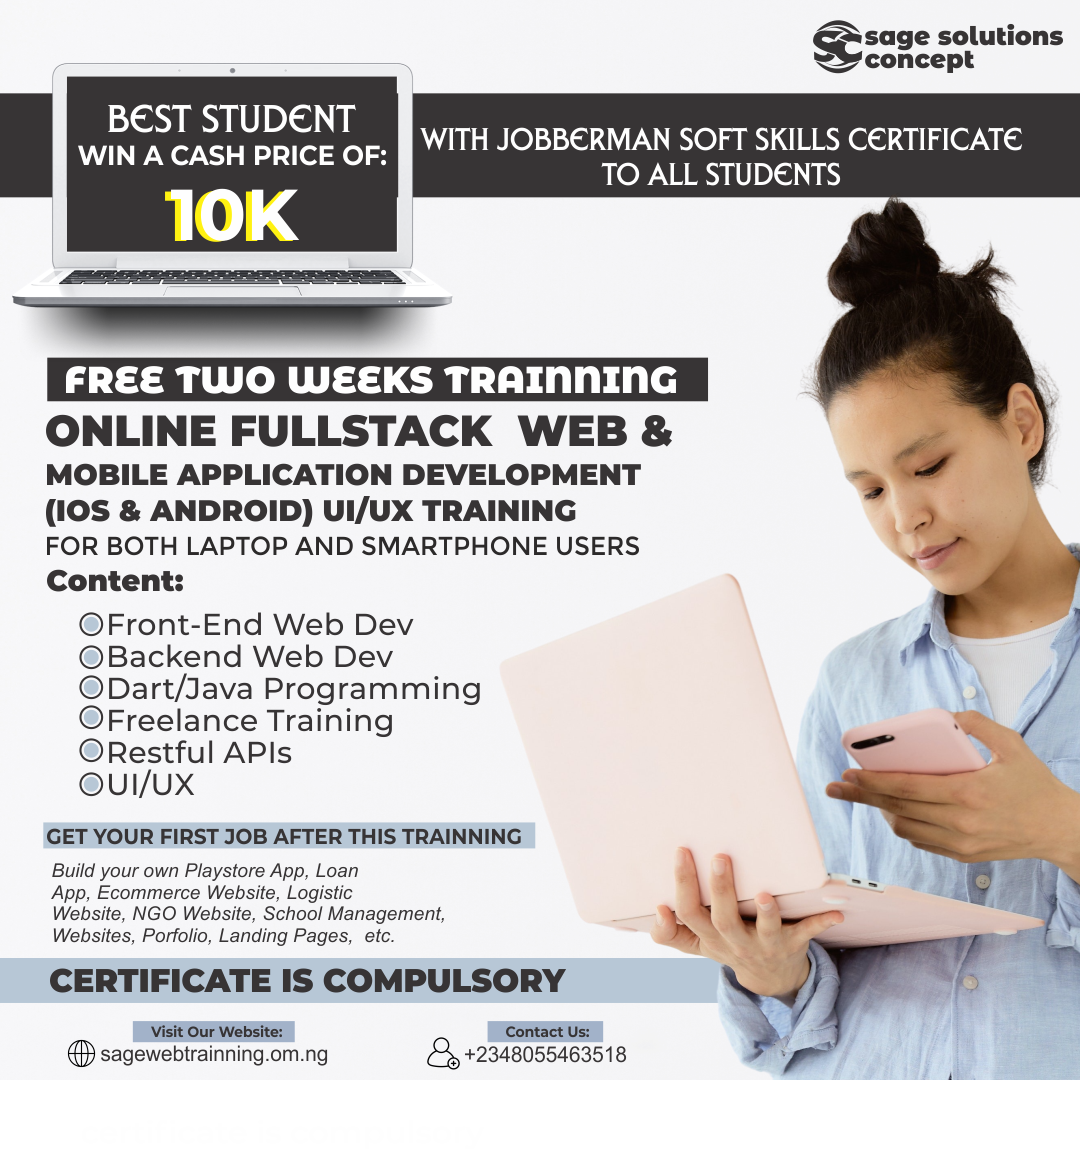 sage solutions
concept
BEST STUDENT
WIN A CASH PRICE OF:
10K
WITH JOBBERMAN SOFT SKILLS CERTIFICATE
TO ALL STUDENTS
FREE TWO WEEKS TRAINNING
ONLINE FULLSTACK WEB &
MOBILE APPLICATION DEVELOPMENT
(IOS & ANDROID) UI/UX TRAINING
FOR BOTH LAPTOP AND SMARTPHONE USERS
Content:
Front-End Web Dev
Backend Web Dev
Dart/Java Programming
Freelance Training
Restful APIs
UI/UX
GET YOUR FIRST JOB AFTER THIS TRAINNING
Build your own Playstore App, Loan
App, Ecommerce Website, Logistic
Website, NGO Website, School Management,
Websites, Porfolio, Landing Pages, etc.
CERTIFICATE IS COMPULSORY
Visit Our Website:
sagewebtrainning.om.ng
Contact Us:
+2348055463518